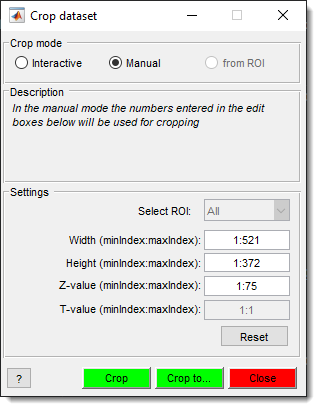 Crop dataset
Crop mode
Interactive
Manual
from ROI
Description
In the manual mode the numbers entered in the edit
boxes below will be used for cropping
Settings
Select ROI: All
Width (minIndex:maxIndex): 1:521
Height (minIndex:maxIndex): 1:372
Z-value (minIndex:maxIndex): 1:75
T-value (minIndex:maxIndex): 1:1
Reset
? Crop Crop to... Close